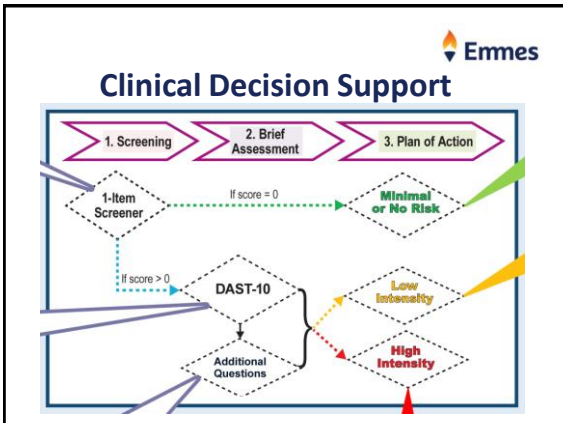 Emmes
Clinical Decision Support
1. Screening
2. Brief
Assessment
3. Plan of Action
1-Item
Screener
If score = 0
Minimal
or No Risk
If score > 0
DAST-10
Low
Intensity
Additional
Questions
High
Intensity